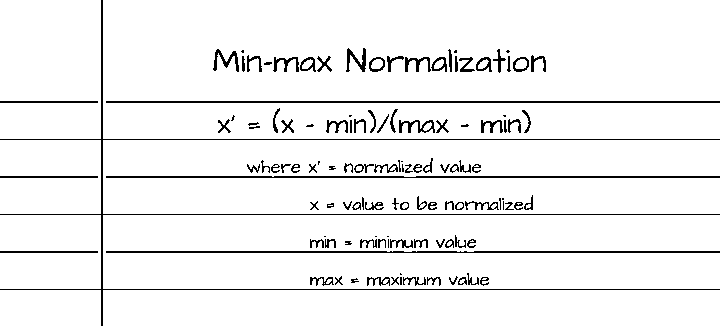 Min-max Normalization
x' = (x - min)/(max - min)
where x' = normalized value
x = value to be normalized
min = minimum value
max = maximum value